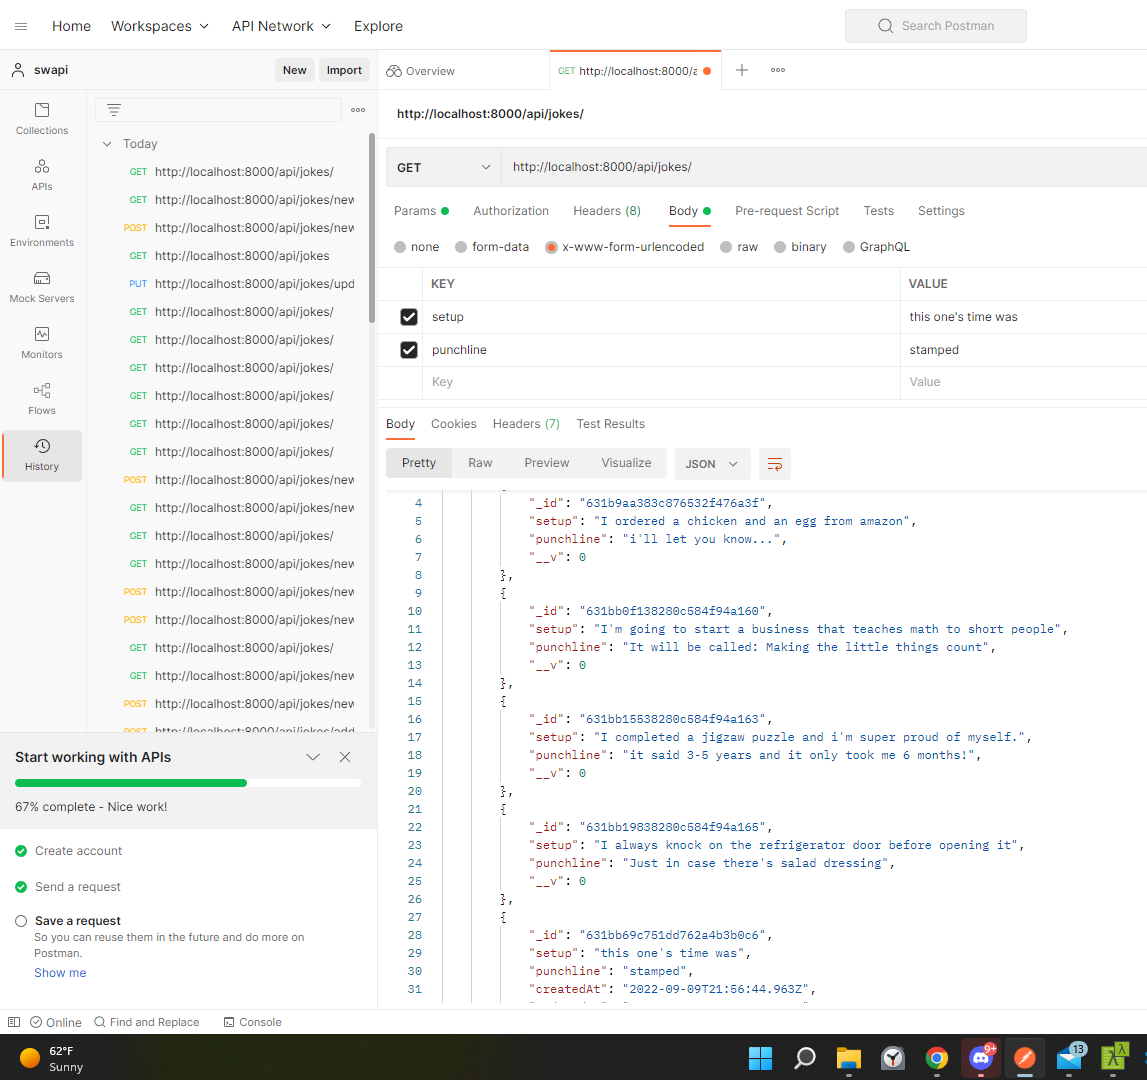 Home Workspaces API Network Explore Search Postman
swapi New Import Overview GET http://localhost:8000/a
Collections
APIs
Environments
Mock Servers
Monitors
Flows
History
Today
GET http://localhost:8000/api/jokes/
GET http://localhost:8000/api/jokes/new
POST http://localhost:8000/api/jokes/new
GET http://localhost:8000/api/jokes
PUT http://localhost:8000/api/jokes/upd
GET http://localhost:8000/api/jokes/
GET http://localhost:8000/api/jokes/
GET http://localhost:8000/api/jokes/
GET http://localhost:8000/api/jokes/
GET http://localhost:8000/api/jokes/
GET http://localhost:8000/api/jokes/
POST http://localhost:8000/api/jokes/new
GET http://localhost:8000/api/jokes/new
GET http://localhost:8000/api/jokes/
GET http://localhost:8000/api/jokes/new
POST http://localhost:8000/api/jokes/new
POST http://localhost:8000/api/jokes/new
GET http://localhost:8000/api/jokes/
GET http://localhost:8000/api/jokes/new
POST http://localhost:8000/api/jokes/new
POST http://localhost:8000/api/jokes/add
Start working with APIs
67% complete - Nice work!
Create account
Send a request
Save a request
So you can reuse them in the future and do more on
Postman.
Show me
http://localhost:8000/api/jokes/
GET http://localhost:8000/api/jokes/
Params Authorization Headers (8) Body Pre-request Script Tests Settings
none form-data x-www-form-urlencoded raw binary GraphQL
KEY VALUE
setup this one's time was
punchline stamped
Key Value
Body Cookies Headers (7) Test Results
Pretty Raw Preview Visualize JSON
4 "_id": "631b9aa383c876532f476a3f",
5 "setup": "I ordered a chicken and an egg from amazon",
6 "punchline": "i'll let you know...",
7 "__v": 0
8 },
9 {
10 "_id": "631bb0f138280c584f94a160",
11 "setup": "I'm going to start a business that teaches math to short people",
12 "punchline": "It will be called: Making the little things count",
13 "__v": 0
14 },
15 {
16 "_id": "631bb15538280c584f94a163",
17 "setup": "I completed a jigzaw puzzle and i'm super proud of myself.",
18 "punchline": "it said 3-5 years and it only took me 6 months!",
19 "__v": 0
20 },
21 {
22 "_id": "631bb19838280c584f94a165",
23 "setup": "I always knock on the refrigerator door before opening it",
24 "punchline": "Just in case there's salad dressing",
25 "__v": 0
26 },
27 {
28 "_id": "631bb69c751dd762a4b3b0c6",
29 "setup": "this one's time was",
30 "punchline": "stamped",
31 "createdAt": "2022-09-09T21:56:44.963Z",
Online Find and Replace Console
62°F
Sunny
9+
13